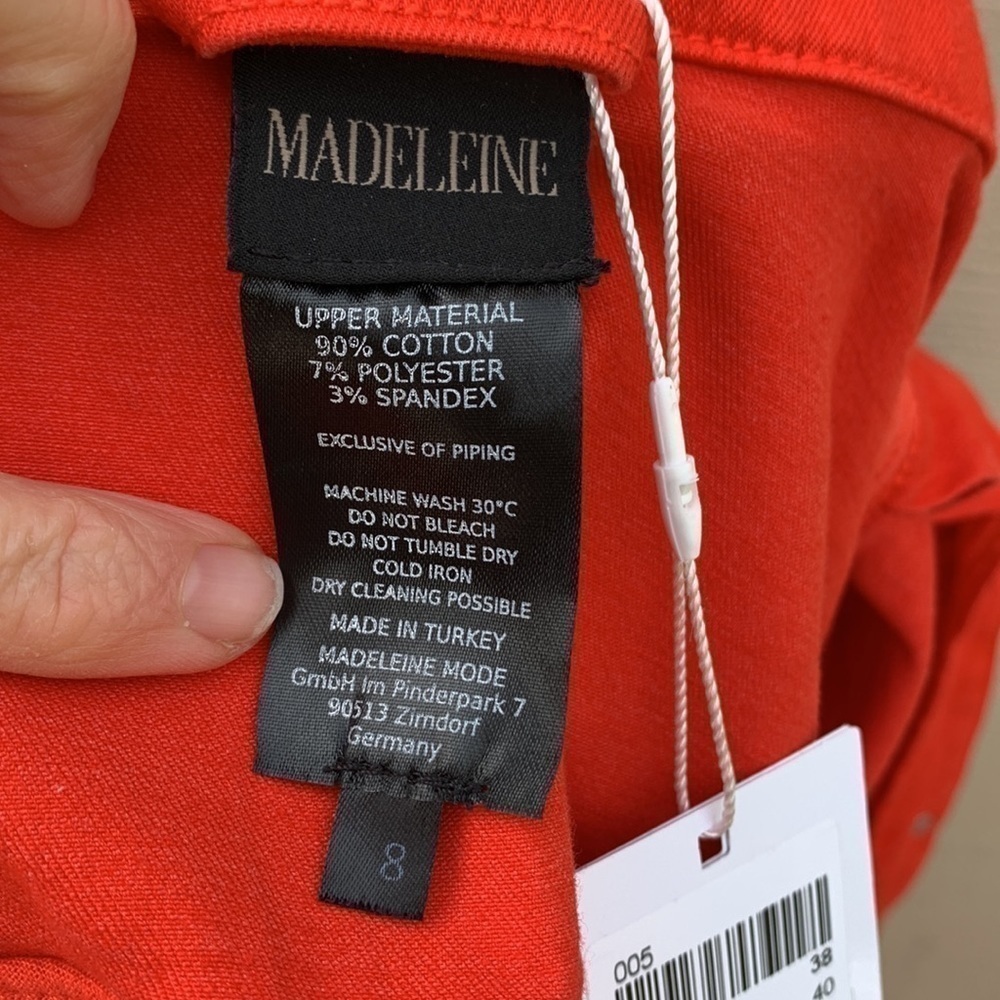 MADELEINE
UPPER MATERIAL
90% COTTON
7% POLYESTER
3% SPANDEX
EXCLUSIVE OF PIPING
MACHINE WASH 30°C
DO NOT BLEACH
DO NOT TUMBLE DRY
COLD IRON
DRY CLEANING POSSIBLE
MADE IN TURKEY
MADELEINE MODE
GmbH Im Pinderpark 7
90513 Zirndorf
Germany
8
005
38
40